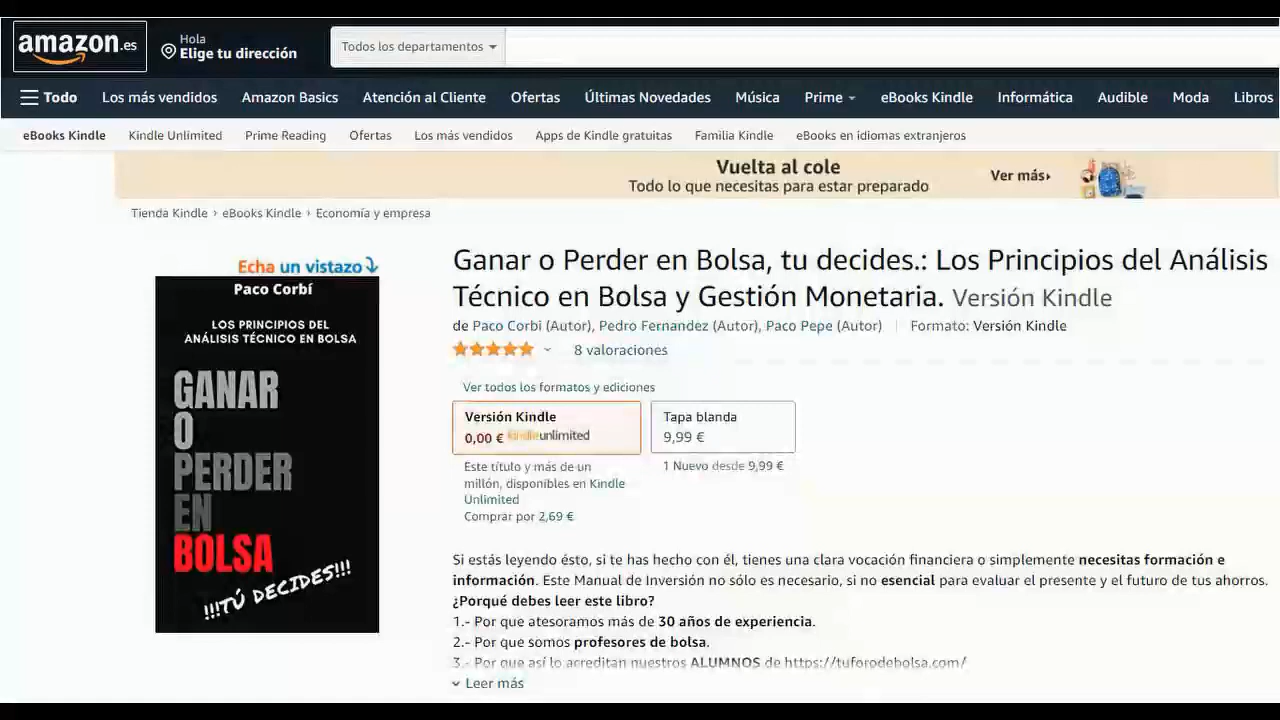 amazon.es
Hola
Elige tu dirección
Todos los departamentos
Todo Los más vendidos Amazon Basics Atención al Cliente Ofertas Últimas Novedades Música Prime eBooks Kindle Informática Audible Moda Libros
eBooks Kindle Kindle Unlimited Prime Reading Ofertas Los más vendidos Apps de Kindle gratuitas Familia Kindle eBooks en idiomas extranjeros
Vuelta al cole
Todo lo que necesitas para estar preparado
Ver más
Tienda Kindle › eBooks Kindle › Economía y empresa
Echa un vistazo
Paco Corbí
LOS PRINCIPIOS DEL
ANÁLISIS TÉCNICO EN BOLSA
GANAR
O
PERDER
EN
BOLSA
!!!TÚ DECIDES!!!
Ganar o Perder en Bolsa, tu decides.: Los Principios del Análisis
Técnico en Bolsa y Gestión Monetaria. Versión Kindle
de Paco Corbi (Autor), Pedro Fernandez (Autor), Paco Pepe (Autor) | Formato: Versión Kindle
8 valoraciones
Ver todos los formatos y ediciones
Versión Kindle
0,00 € kindleunlimited
Este título y más de un
millón, disponibles en Kindle
Unlimited
Comprar por 2,69 €
Tapa blanda
9,99 €
1 Nuevo desde 9,99 €
Si estás leyendo ésto, si te has hecho con él, tienes una clara vocación financiera o simplemente necesitas formación e
información. Este Manual de Inversión no sólo es necesario, si no esencial para evaluar el presente y el futuro de tus ahorros.
¿Porqué debes leer este libro?
1.- Por que atesoramos más de 30 años de experiencia.
2.- Por que somos profesores de bolsa.
3.- Por que así lo acreditan nuestros ALUMNOS de https://tuforodebolsa.com/
Leer más